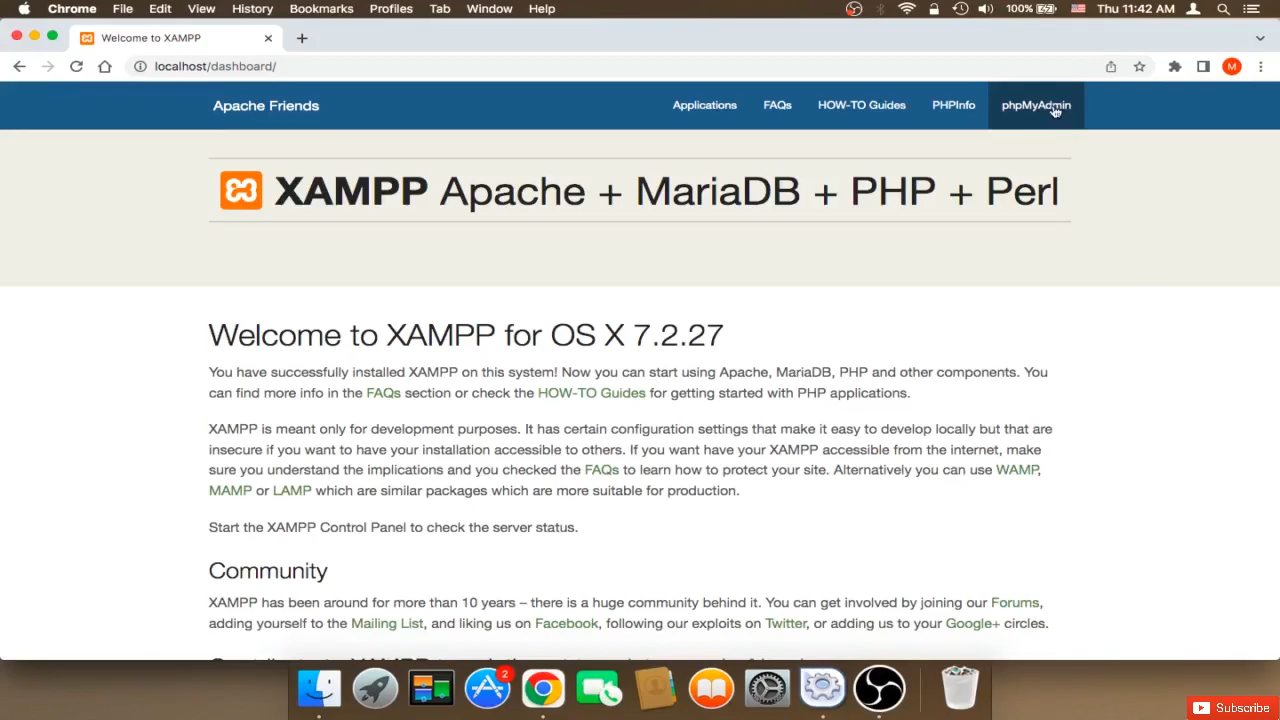 Chrome File Edit View History Bookmarks Profiles Tab Window Help 100% Thu 11:42 AM
Welcome to XAMPP
localhost/dashboard/
M
Apache Friends Applications FAQs HOW-TO Guides PHPInfo phpMyAdmin
XAMPP Apache + MariaDB + PHP + Perl
Welcome to XAMPP for OS X 7.2.27
You have successfully installed XAMPP on this system! Now you can start using Apache, MariaDB, PHP and other components. You
can find more info in the FAQs section or check the HOW-TO Guides for getting started with PHP applications.
XAMPP is meant only for development purposes. It has certain configuration settings that make it easy to develop locally but that are
insecure if you want to have your installation accessible to others. If you want have your XAMPP accessible from the internet, make
sure you understand the implications and you checked the FAQs to learn how to protect your site. Alternatively you can use WAMP,
MAMP or LAMP which are similar packages which are more suitable for production.
Start the XAMPP Control Panel to check the server status.
Community
XAMPP has been around for more than 10 years – there is a huge community behind it. You can get involved by joining our Forums,
adding yourself to the Mailing List, and liking us on Facebook, following our exploits on Twitter, or adding us to your Google+ circles.
2
Subscribe